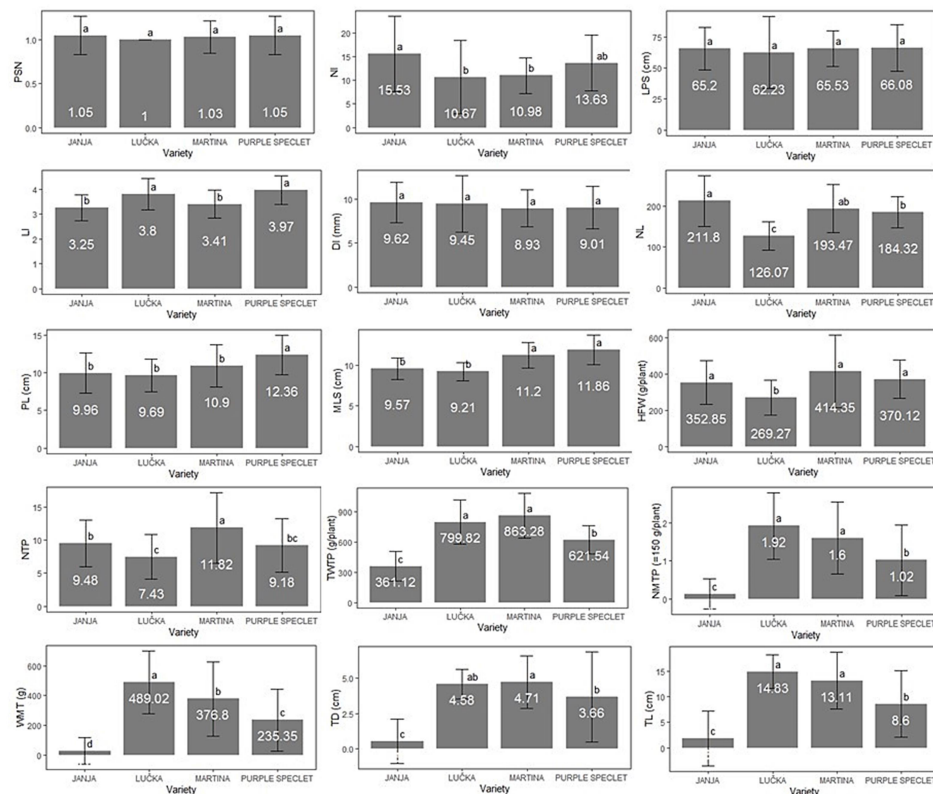 PSN
1.0
0.5
0.0
a
a
a
a
1.05
1
1.03
1.05
JANJA LUČKA MARTINA PURPLE SPECLET
Variety
NI
20
15
10
5
0
a
b
b
ab
15.53
10.67
10.98
13.63
JANJA LUČKA MARTINA PURPLE SPECLET
Variety
LPS (cm)
75
50
25
0
a
a
a
a
65.2
62.23
65.53
66.08
JANJA LUČKA MARTINA PURPLE SPECLET
Variety
LI
4
3
2
1
0
b
a
b
a
3.25
3.8
3.41
3.97
JANJA LUČKA MARTINA PURPLE SPECLET
Variety
DI (mm)
10
5
0
a
a
a
a
9.62
9.45
8.93
9.01
JANJA LUČKA MARTINA PURPLE SPECLET
Variety
NL
200
100
0
a
c
ab
b
211.8
126.07
193.47
184.32
JANJA LUČKA MARTINA PURPLE SPECLET
Variety
PL (cm)
15
10
5
0
b
b
b
a
9.96
9.69
10.9
12.36
JANJA LUČKA MARTINA PURPLE SPECLET
Variety
MLS (cm)
10
5
0
b
b
a
a
9.57
9.21
11.2
11.86
JANJA LUČKA MARTINA PURPLE SPECLET
Variety
HFW (g/plant)
600
400
200
0
a
b
a
a
352.85
269.27
414.35
370.12
JANJA LUČKA MARTINA PURPLE SPECLET
Variety
NTP
15
10
5
0
b
c
a
bc
9.48
7.43
11.82
9.18
JANJA LUČKA MARTINA PURPLE SPECLET
Variety
TWTP (g/plant)
900
600
300
0
c
a
a
b
361.12
799.82
863.28
621.54
JANJA LUČKA MARTINA PURPLE SPECLET
Variety
NMTP (=150 g/plant)
2
1
0
c
a
a
b
1.92
1.6
1.02
JANJA LUČKA MARTINA PURPLE SPECLET
Variety
WMT (g)
600
400
200
0
d
a
b
c
489.02
376.8
235.35
JANJA LUČKA MARTINA PURPLE SPECLET
Variety
TD (cm)
5.0
2.5
0.0
c
ab
a
b
4.58
4.71
3.66
JANJA LUČKA MARTINA PURPLE SPECLET
Variety
TL (cm)
15
10
5
0
c
a
a
b
14.83
13.11
8.6
JANJA LUČKA MARTINA PURPLE SPECLET
Variety